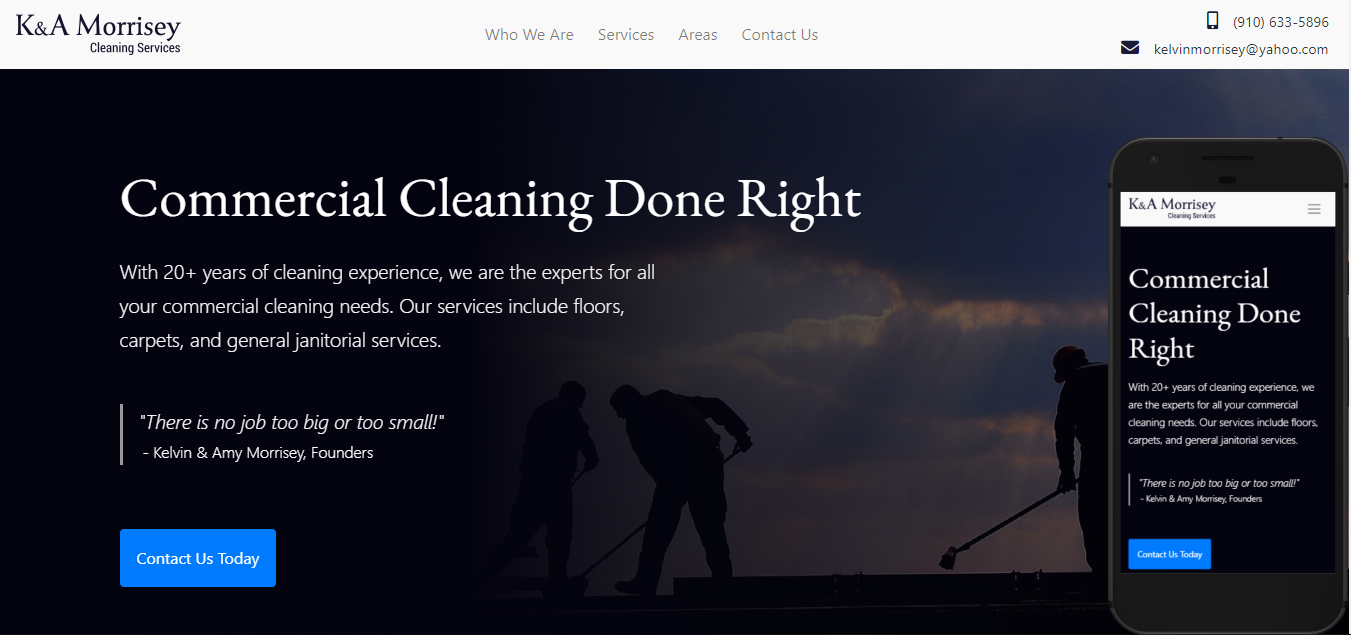 K&A Morrisey
Cleaning Services
Who We Are
Services
Areas
Contact Us
(910) 633-5896
kelvinmorrisey@yahoo.com
Commercial Cleaning Done Right
With 20+ years of cleaning experience, we are the experts for all
your commercial cleaning needs. Our services include floors,
carpets, and general janitorial services.
"There is no job too big or too small!"
- Kelvin & Amy Morrisey, Founders
Contact Us Today
K&A Morrisey
Cleaning Services
Commercial
Cleaning Done
Right
With 20+ years of cleaning experience, we
are the experts for all your commercial
cleaning needs. Our services include floors,
carpets, and general janitorial services.
"There is no job too big or too small!"
- Kelvin & Amy Morrisey, Founders
Contact Us Today